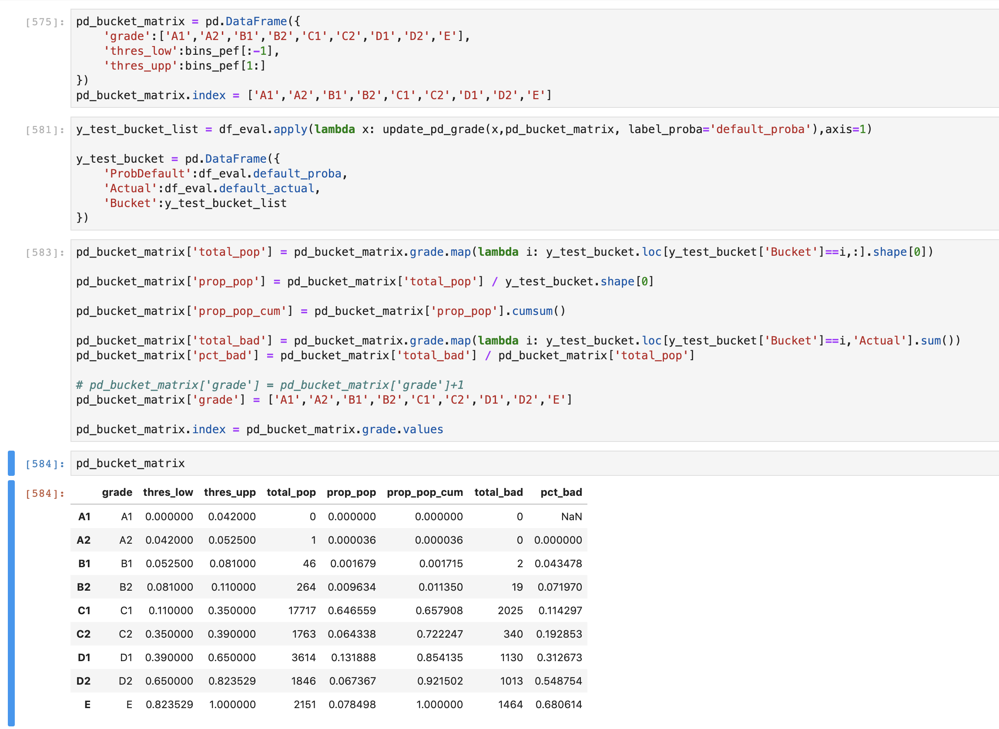 [575]: pd_bucket_matrix = pd.DataFrame({
'grade':['A1','A2','B1','B2','C1','C2','D1','D2','E'],
'thres_low':bins_pef[:-1],
'thres_upp':bins_pef[1:]
})
pd_bucket_matrix.index = ['A1','A2','B1','B2','C1','C2','D1','D2','E']
[581]: y_test_bucket_list = df_eval.apply(lambda x: update_pd_grade(x,pd_bucket_matrix, label_proba='default_proba'),axis=1)
y_test_bucket = pd.DataFrame({
'ProbDefault':df_eval.default_proba,
'Actual':df_eval.default_actual,
'Bucket':y_test_bucket_list
})
[583]: pd_bucket_matrix['total_pop'] = pd_bucket_matrix.grade.map(lambda i: y_test_bucket.loc[y_test_bucket['Bucket']==i,:].shape[0])
pd_bucket_matrix['prop_pop'] = pd_bucket_matrix['total_pop'] / y_test_bucket.shape[0]
pd_bucket_matrix['prop_pop_cum'] = pd_bucket_matrix['prop_pop'].cumsum()
pd_bucket_matrix['total_bad'] = pd_bucket_matrix.grade.map(lambda i: y_test_bucket.loc[y_test_bucket['Bucket']==i,'Actual'].sum())
pd_bucket_matrix['pct_bad'] = pd_bucket_matrix['total_bad'] / pd_bucket_matrix['total_pop']
# pd_bucket_matrix['grade'] = pd_bucket_matrix['grade']+1
pd_bucket_matrix['grade'] = ['A1','A2','B1','B2','C1','C2','D1','D2','E']
pd_bucket_matrix.index = pd_bucket_matrix.grade.values
[584]: pd_bucket_matrix
[584]: grade thres_low thres_upp total_pop prop_pop prop_pop_cum total_bad pct_bad
A1 A1 0.000000 0.042000 0 0.000000 0.000000 0 NaN
A2 A2 0.042000 0.052500 1 0.000036 0.000036 0 0.000000
B1 B1 0.052500 0.081000 46 0.001679 0.001715 2 0.043478
B2 B2 0.081000 0.110000 264 0.009634 0.011350 19 0.071970
C1 C1 0.110000 0.350000 17717 0.646559 0.657908 2025 0.114297
C2 C2 0.350000 0.390000 1763 0.064338 0.722247 340 0.192853
D1 D1 0.390000 0.650000 3614 0.131888 0.854135 1130 0.312673
D2 D2 0.650000 0.823529 1846 0.067367 0.921502 1013 0.548754
E E 0.823529 1.000000 2151 0.078498 1.000000 1464 0.680614